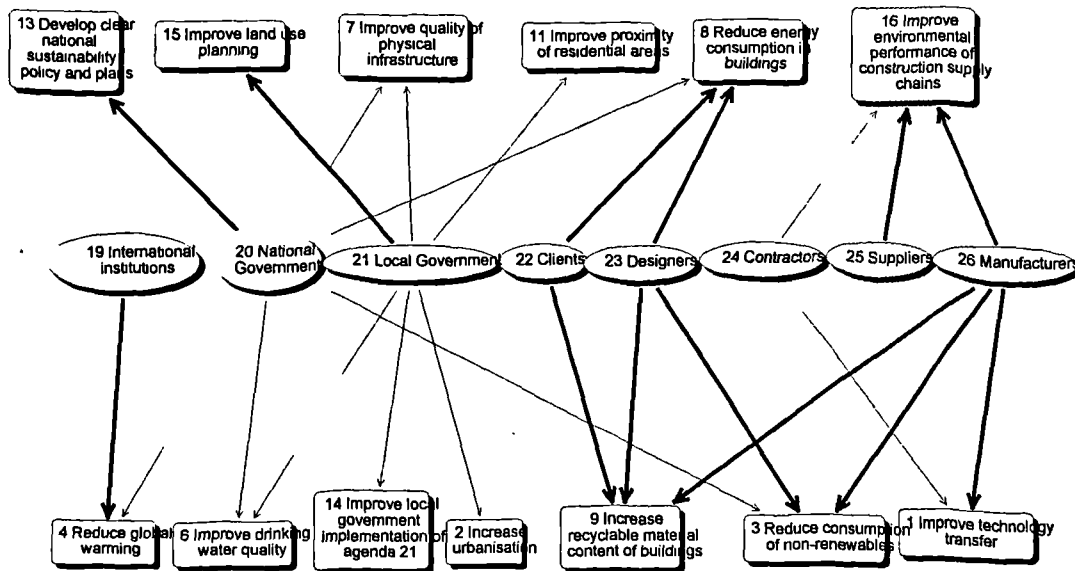 13 Develop clear
national
sustainability
policy and plans
15 Improve land use
planning
7 Improve quality of
physical
infrastructure
11 Improve proximity
of residential areas
8 Reduce energy
consumption in
buildings
16 Improve
environmental
performance of
construction supply
chains
19 International
institutions
20 National
Government
21 Local Government
22 Clients
23 Designers
24 Contractors
25 Suppliers
26 Manufacturers
4 Reduce global
warming
6 Improve drinking
water quality
14 Improve local
government
implementation of
agenda 21
2 Increase
urbanisation
9 Increase
recyclable material
content of buildings
3 Reduce consumption
of non-renewables
1 Improve technology
transfer